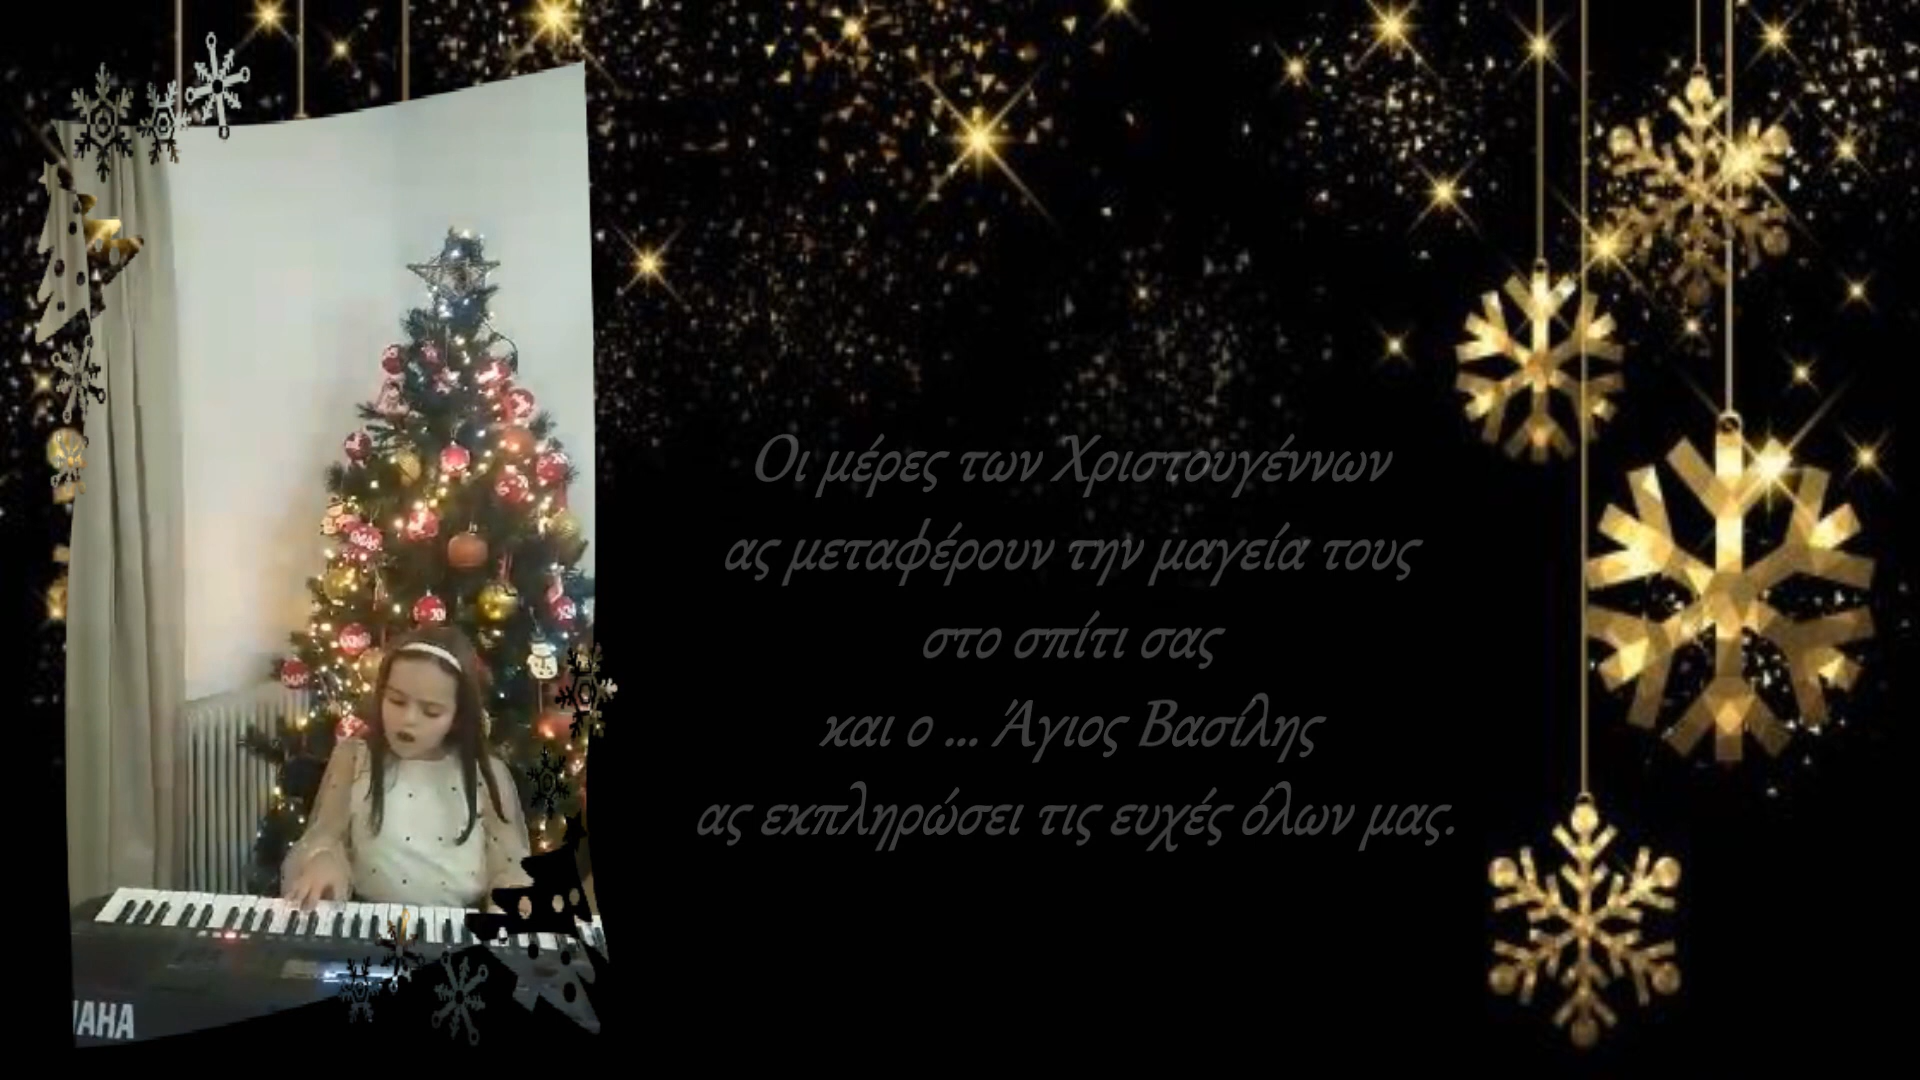 Οι μέρες των Χριστουγέννων
ας μεταφέρουν την μαγεία τους
στο σπίτι σας
και ο ... Άγιος Βασίλης
ας εκπληρώσει τις ευχές όλων μας.
AHA